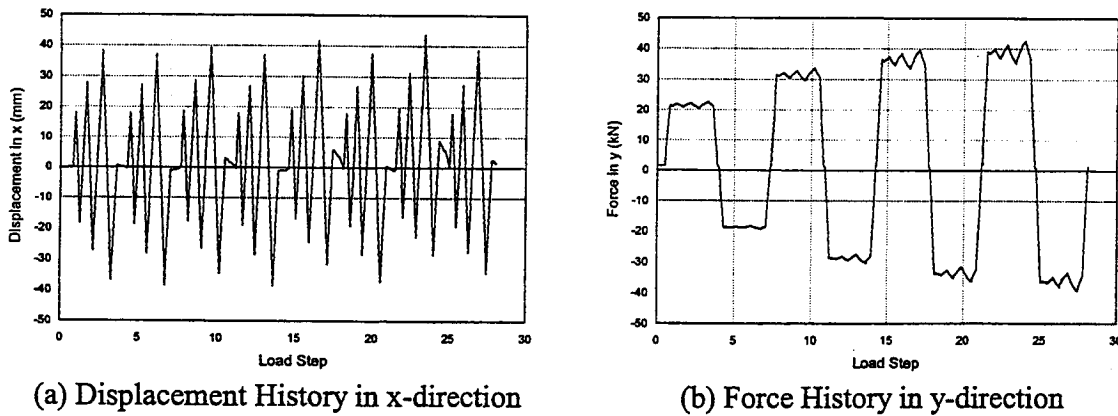 50
40
30
20
10
0
-10
-20
-30
-40
-50
Displacement in x (mm)
0 5 10 15 20 25 30
Load Step
(a) Displacement History in x-direction
50
40
30
20
10
0
-10
-20
-30
-40
-50
Force in y (kN)
0 5 10 15 20 25 30
Load Step
(b) Force History in y-direction